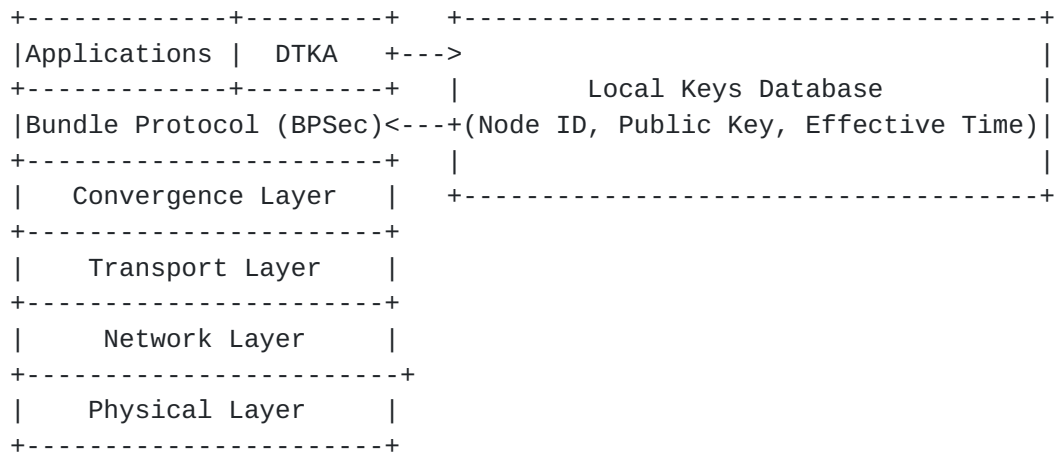 +-------------+---------+   +-------------------------------------+
|Applications |  DTKA   +--->                                     |
+-------------+---------+   |        Local Keys Database          |
|Bundle Protocol (BPSec)<---+(Node ID, Public Key, Effective Time)|
+-----------------------+   |                                     |
|   Convergence Layer   |   +-------------------------------------+
+-----------------------+
|    Transport Layer    |
+-----------------------+
|     Network Layer     |
+------------------------+
|    Physical Layer     |
+-----------------------+